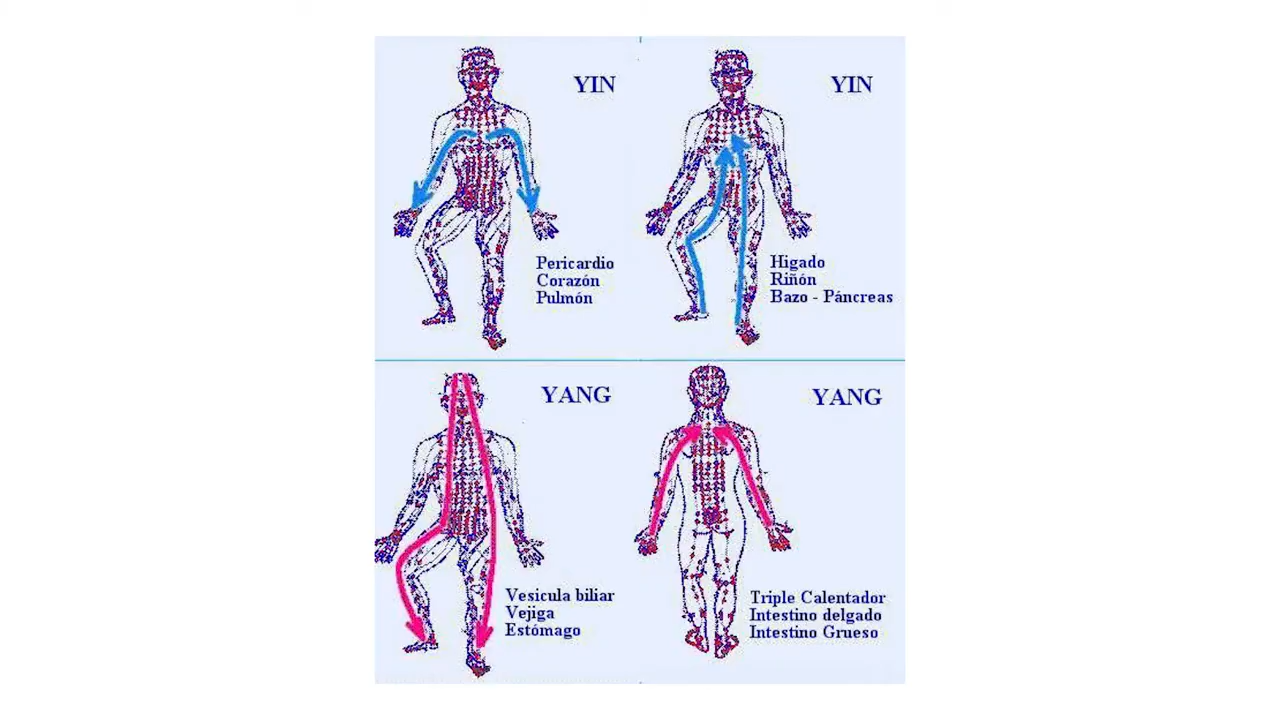 YIN
Pericardio
Corazón
Pulmón
YIN
Higado
Riñón
Bazo - Páncreas
YANG
Vesicula biliar
Vejiga
Estómago
YANG
Triple Calentador
Intestino delgado
Intestino Grueso